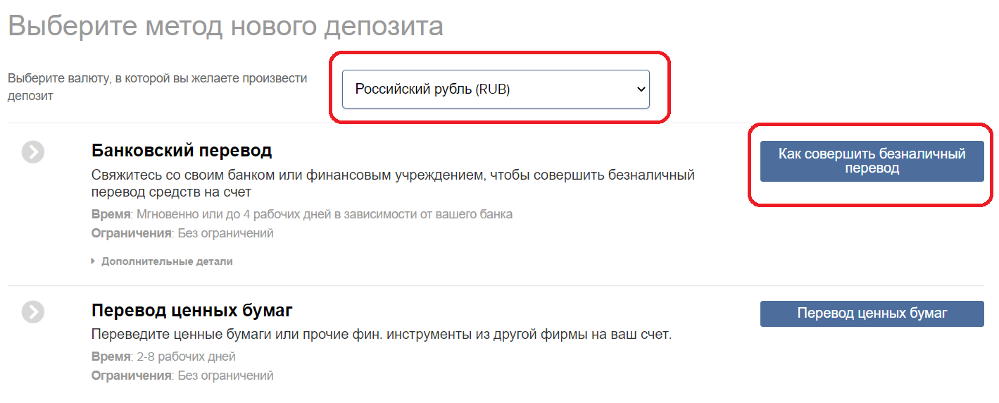 Выберите метод нового депозита
Выберите валюту, в которой вы желаете произвести
депозит
Российский рубль (RUB)
Банковский перевод
Как совершить безналичный
перевод
Свяжитесь со своим банком или финансовым учреждением, чтобы совершить безналичный
перевод средств на счет
Время: Мгновенно или до 4 рабочих дней в зависимости от вашего банка
Ограничения: Без ограничений
Дополнительные детали
Перевод ценных бумаг
Перевод ценных бумаг
Переведите ценные бумаги или прочие фин. инструменты из другой фирмы на ваш счет.
Время: 2-8 рабочих дней
Ограничения: Без ограничений